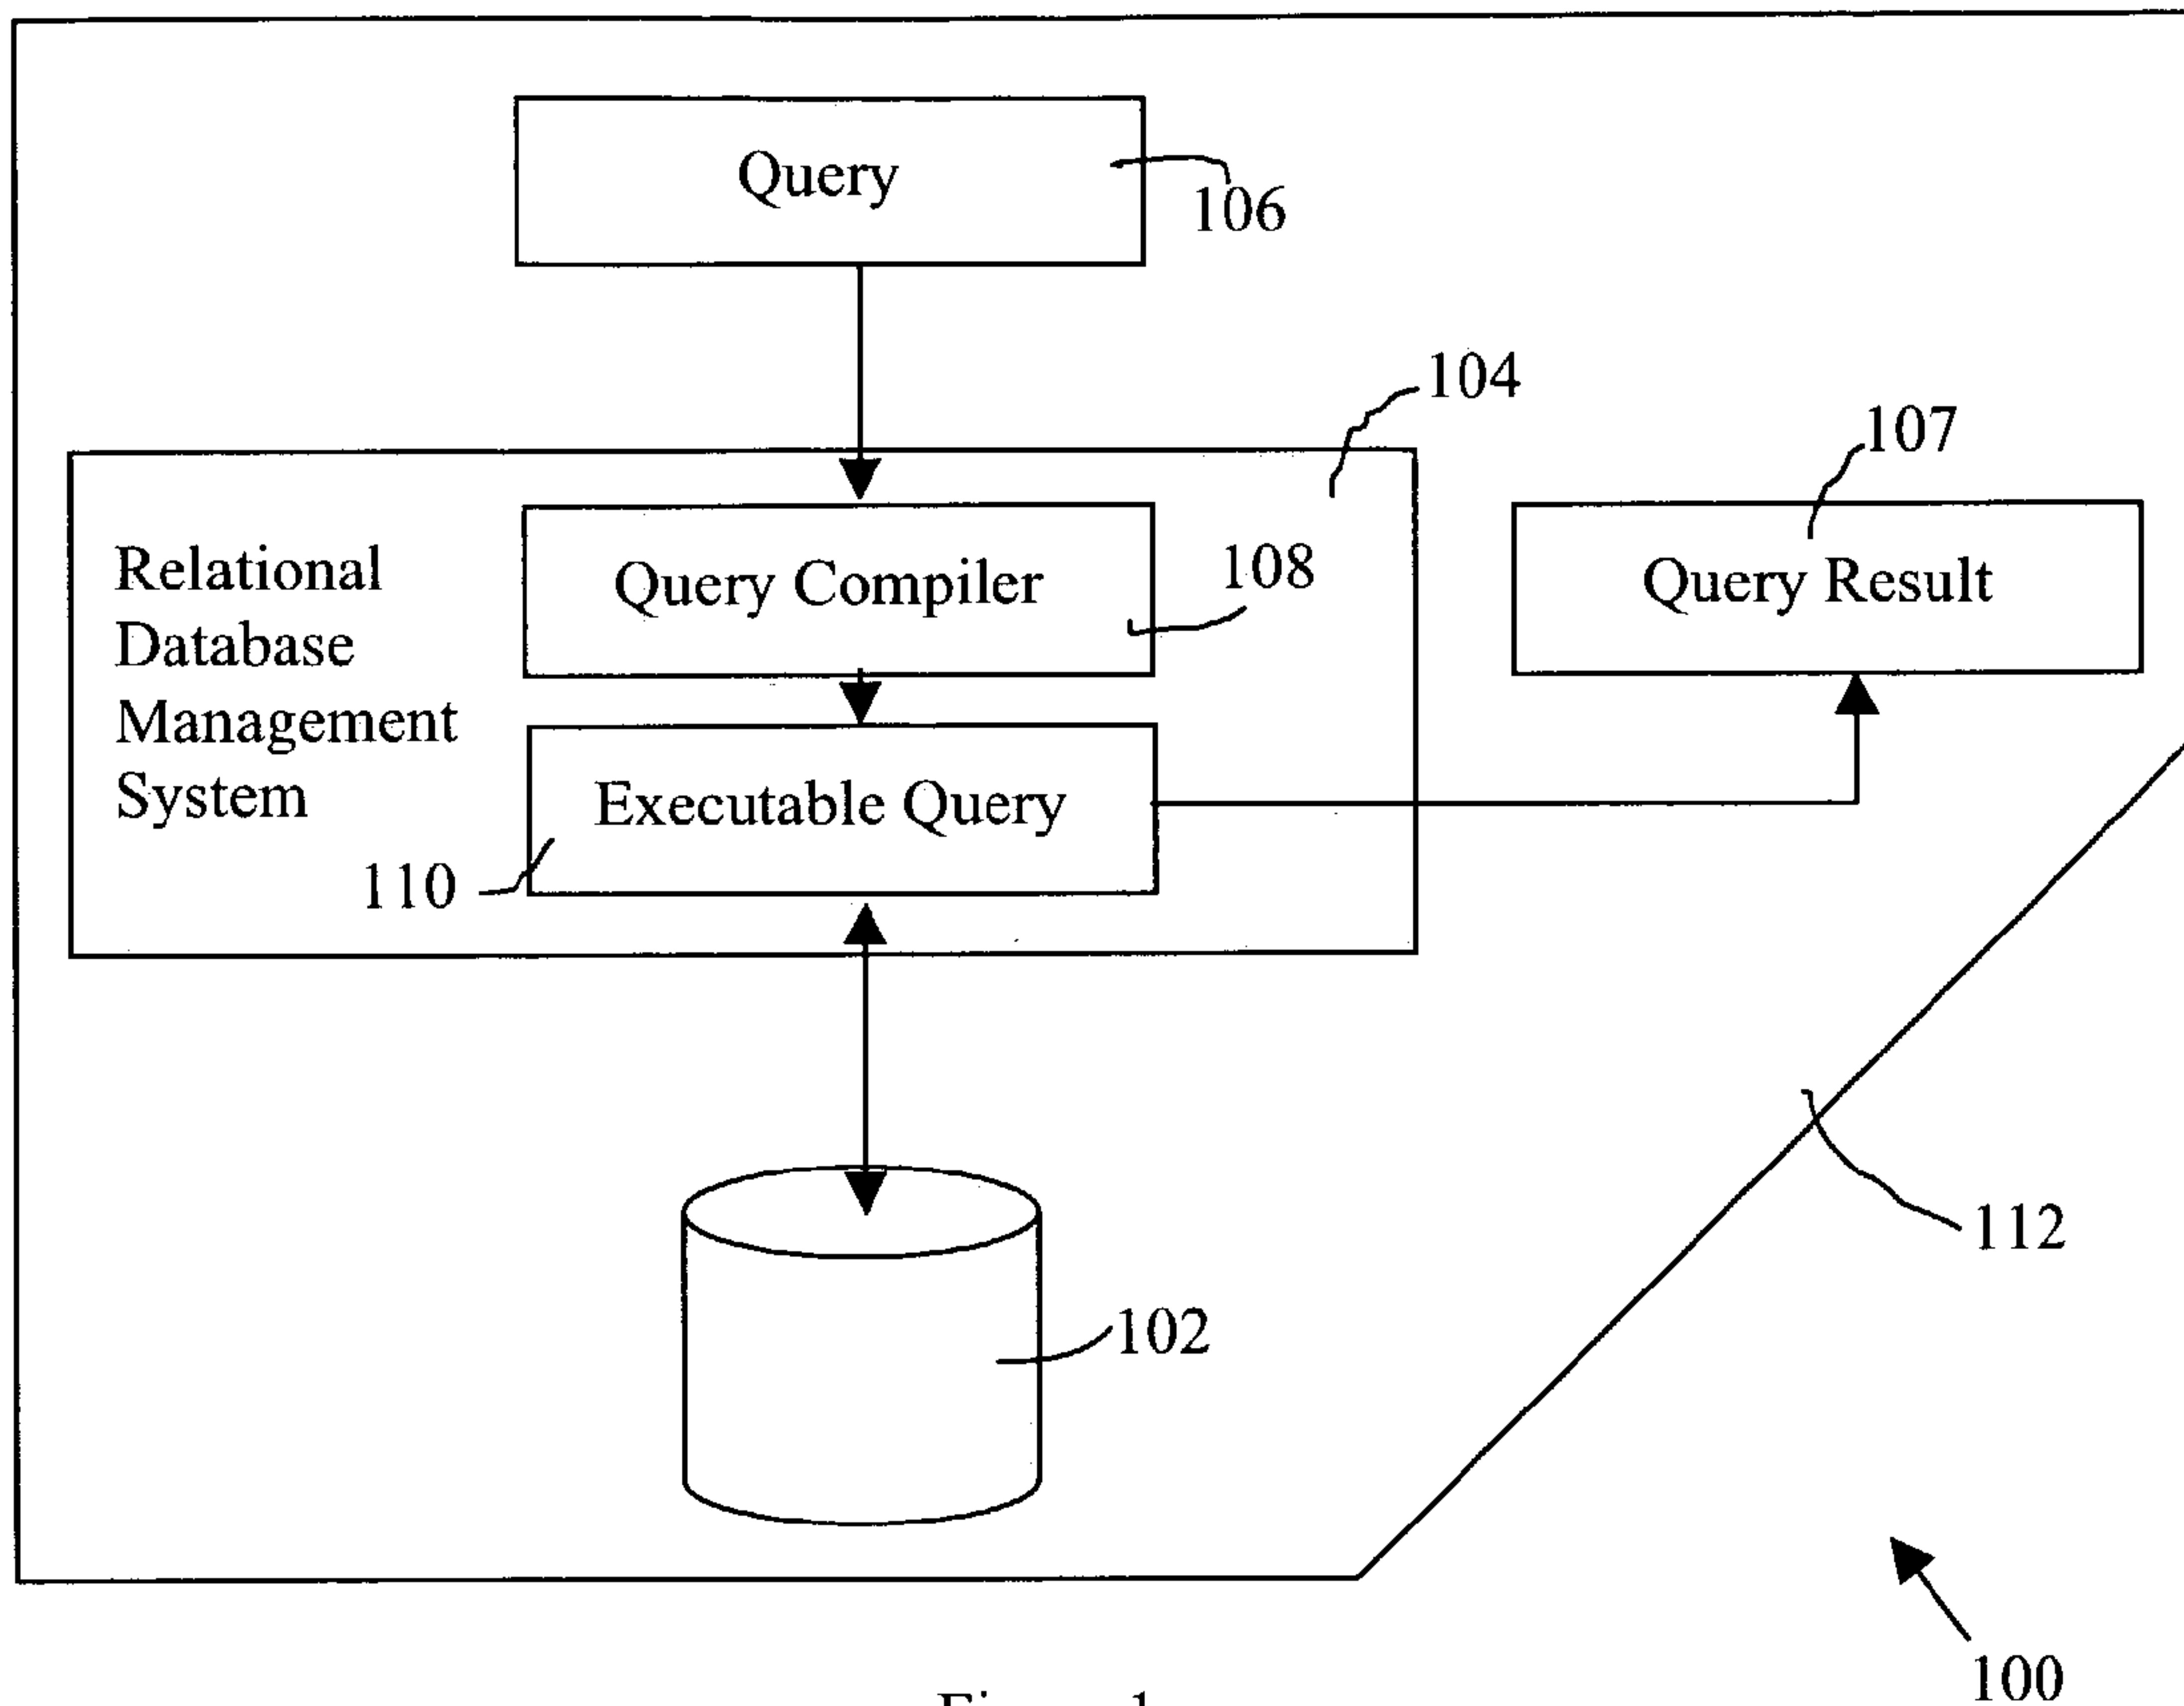 Query
106
104
107
Relational
Database
Management
System
Query Compiler
108
Query Result
Executable Query
110
112
102
100